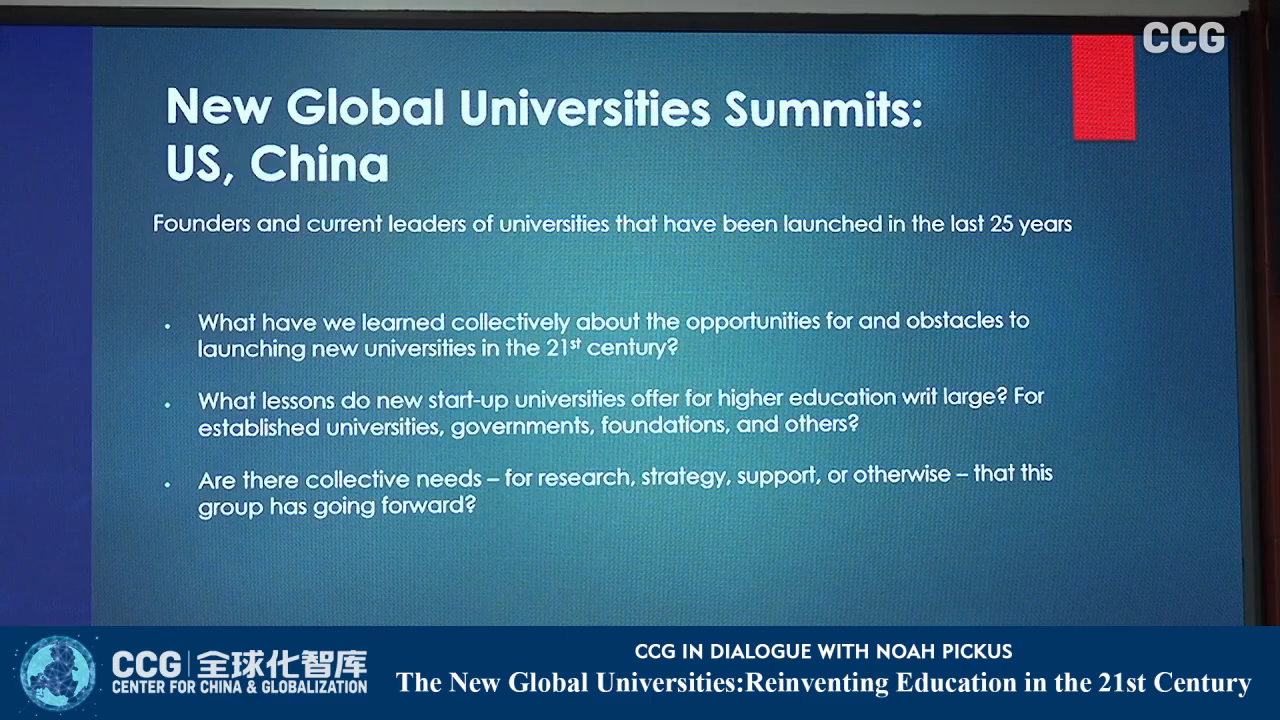 CCG
New Global Universities Summits:
US, China
Founders and current leaders of universities that have been launched in the last 25 years
• What have we learned collectively about the opportunities for and obstacles to
launching new universities in the 21st century?
• What lessons do new start-up universities offer for higher education writ large? For
established universities, governments, foundations, and others?
• Are there collective needs – for research, strategy, support, or otherwise – that this
group has going forward?
CCG 全球化智库
CENTER FOR CHINA & GLOBALIZATION
CCG IN DIALOGUE WITH NOAH PICKUS
The New Global Universities:Reinventing Education in the 21st Century